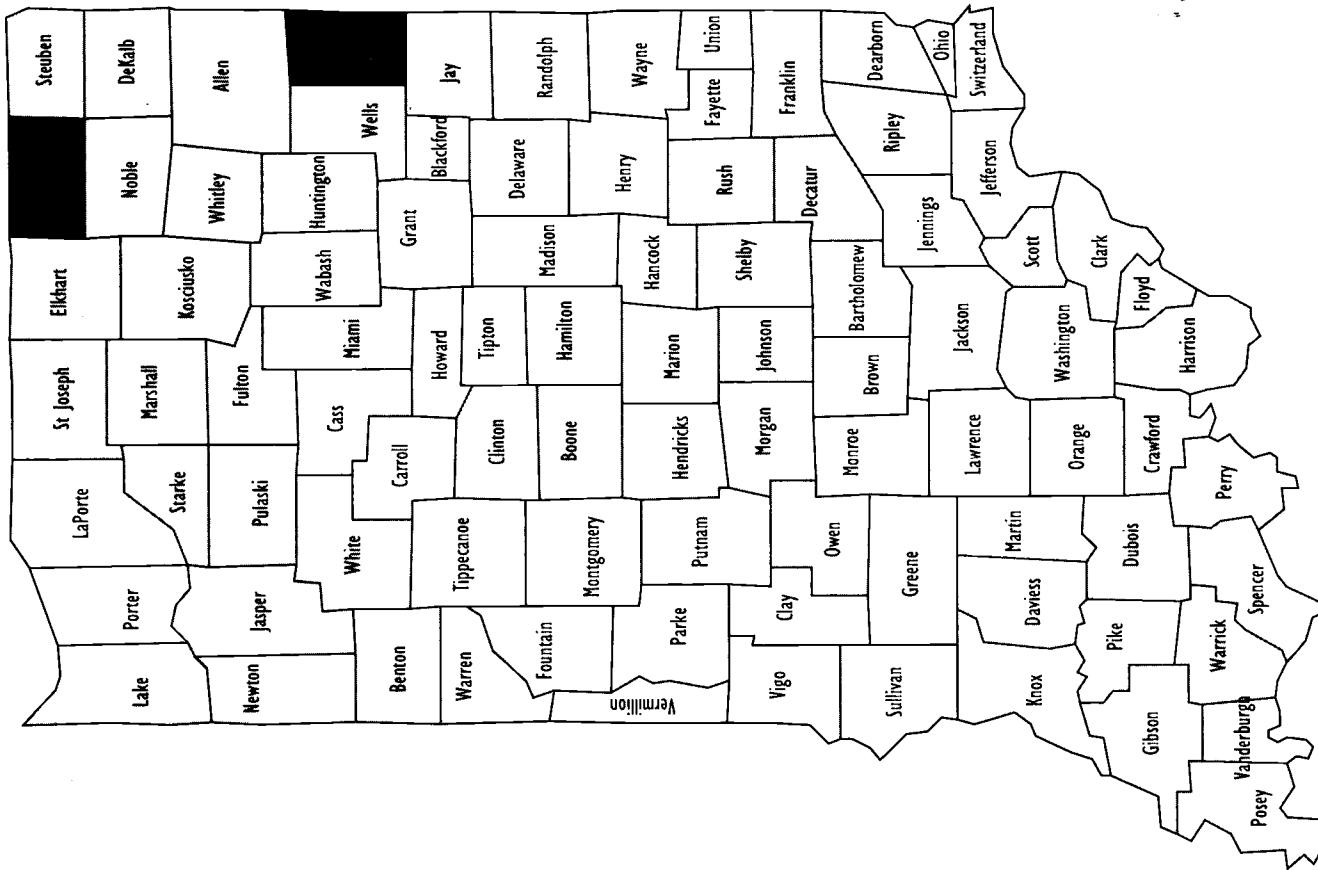 Steuben
DeKalb
Allen
Jay
Randolph
Wayne
Union
Fayette
Franklin
Dearborn
Ohio
Switzerland
Noble
Whitley
Huntington
Wells
Blackford
Delaware
Henry
Rush
Decatur
Ripley
Jefferson
Elkhart
Kosciusko
Wabash
Grant
Madison
Hancock
Shelby
Jennings
Scott
Clark
Floyd
Bartholomew
St Joseph
Marshall
Fulton
Miami
Howard
Tipton
Hamilton
Marion
Johnson
Brown
Jackson
Washington
Harrison
Cass
Carroll
Clinton
Boone
Hendricks
Morgan
Monroe
Lawrence
Orange
Crawford
Perry
LaPorte
Starke
Pulaski
White
Tippecanoe
Montgomery
Putnam
Owen
Greene
Martin
Dubois
Spencer
Porter
Jasper
Benton
Warren
Fountain
Parke
Clay
Daviess
Pike
Warrick
Lake
Newton
Vermillion
Vigo
Sullivan
Knox
Gibson
Vanderburgh
Posey